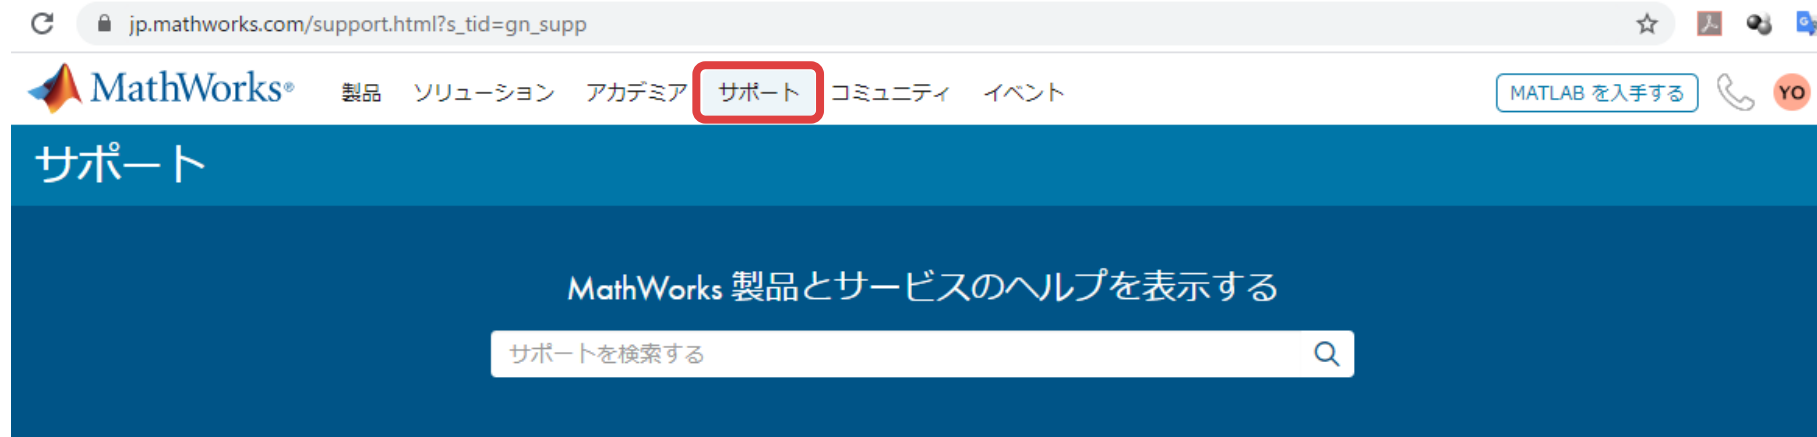 jp.mathworks.com/support.html?s_tid=gn_supp
MathWorks® 製品 ソリューション アカデミア サポート コミュニティ イベント MATLAB を入手する YO
サポート
MathWorks 製品とサービスのヘルプを表示する
サポートを検索する